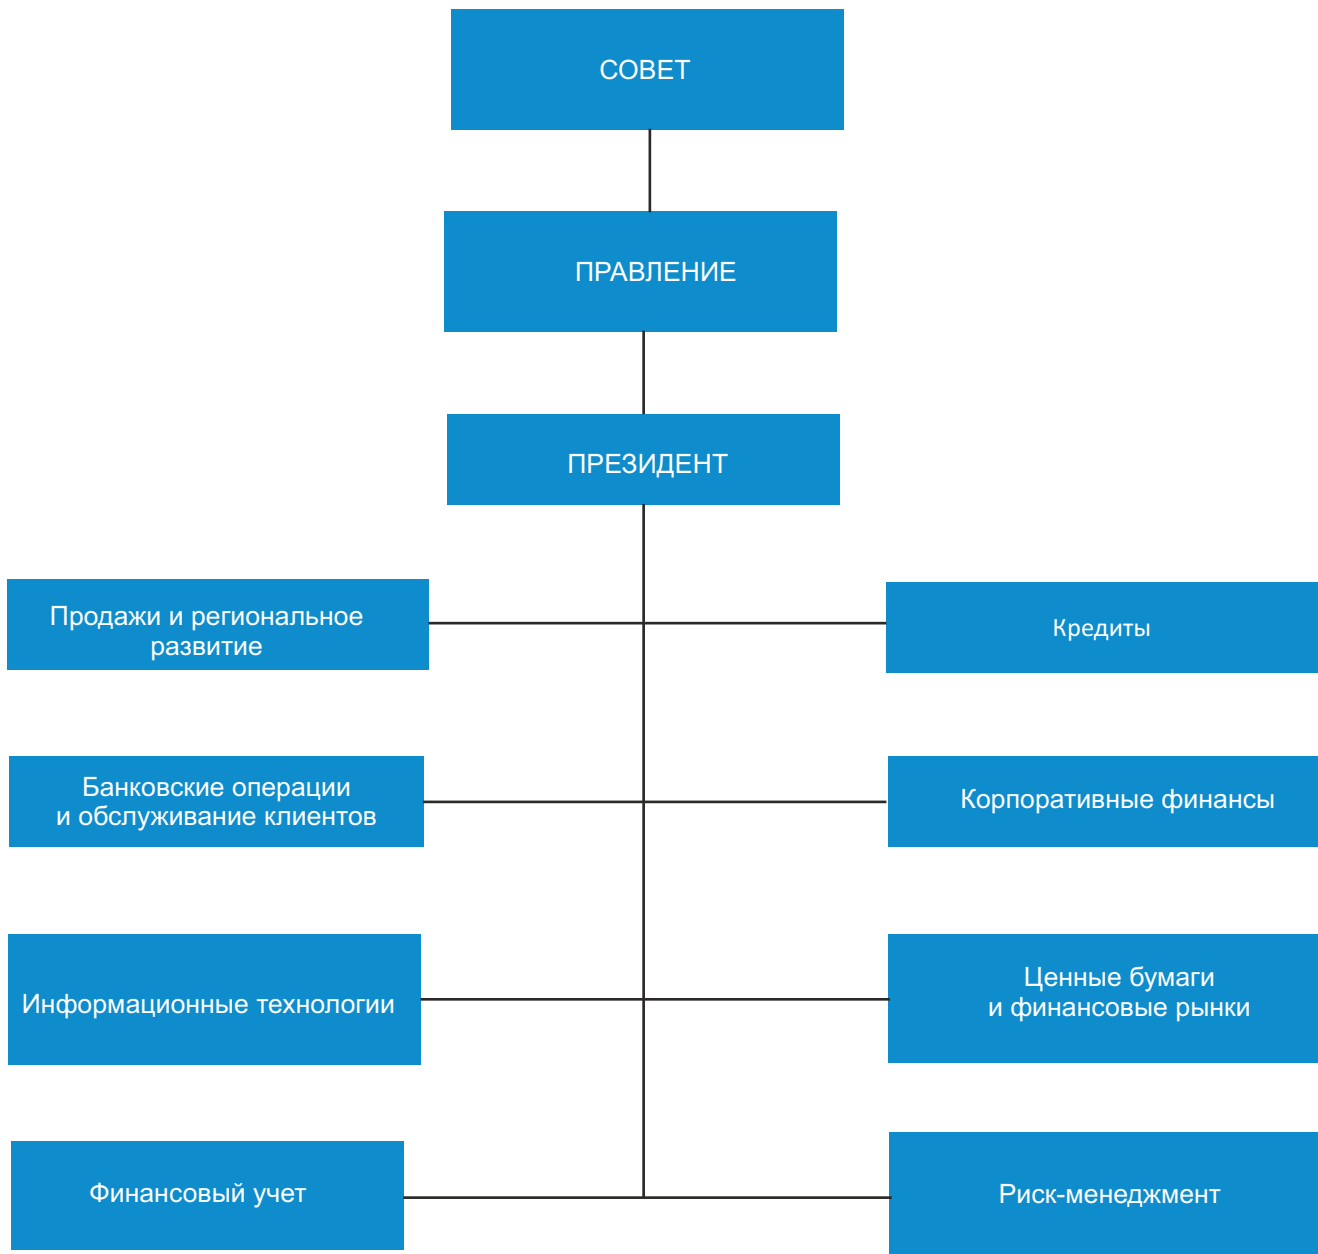 СОВЕТ
ПРАВЛЕНИЕ
ПРЕЗИДЕНТ
Продажи и региональное
развитие
Кредиты
Банковские операции
и обслуживание клиентов
Корпоративные финансы
Информационные технологии
Ценные бумаги
и финансовые рынки
Финансовый учет
Риск-менеджмент